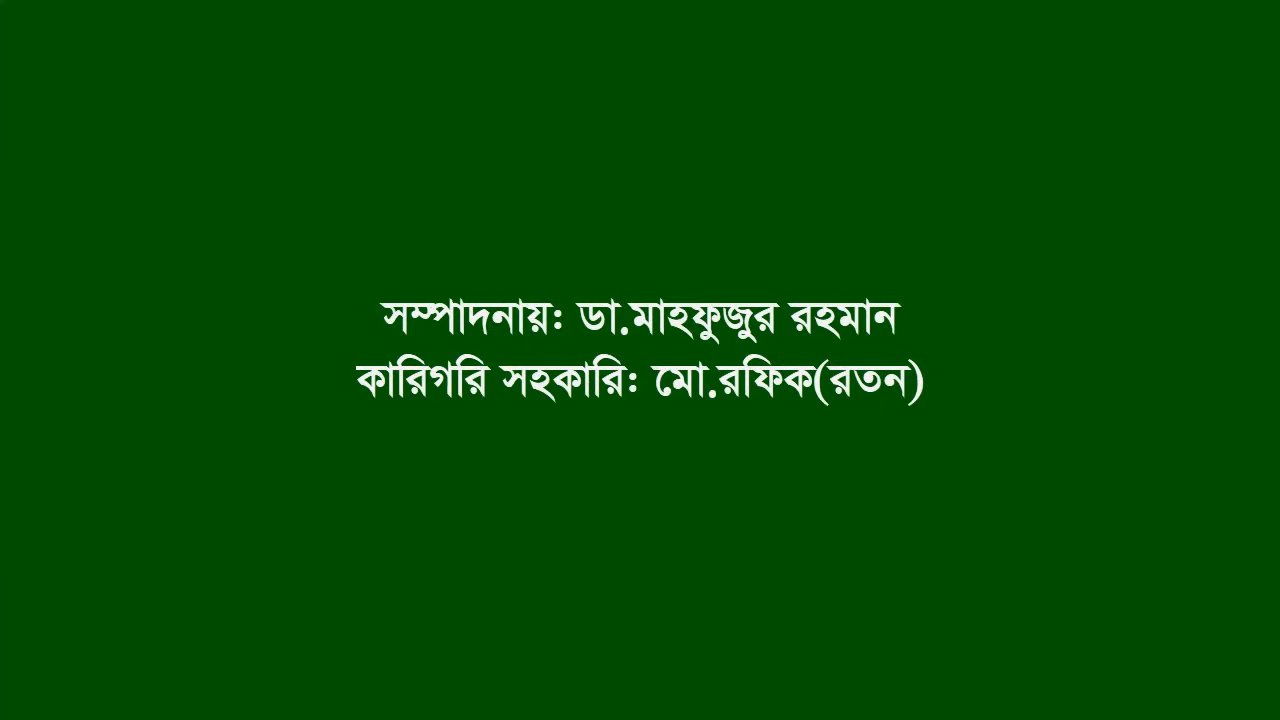 সম্পাদনায়ঃ ডা.মাহফুজুর রহমান
কারিগরি সহকারিঃ মো.রফিক(রতন)